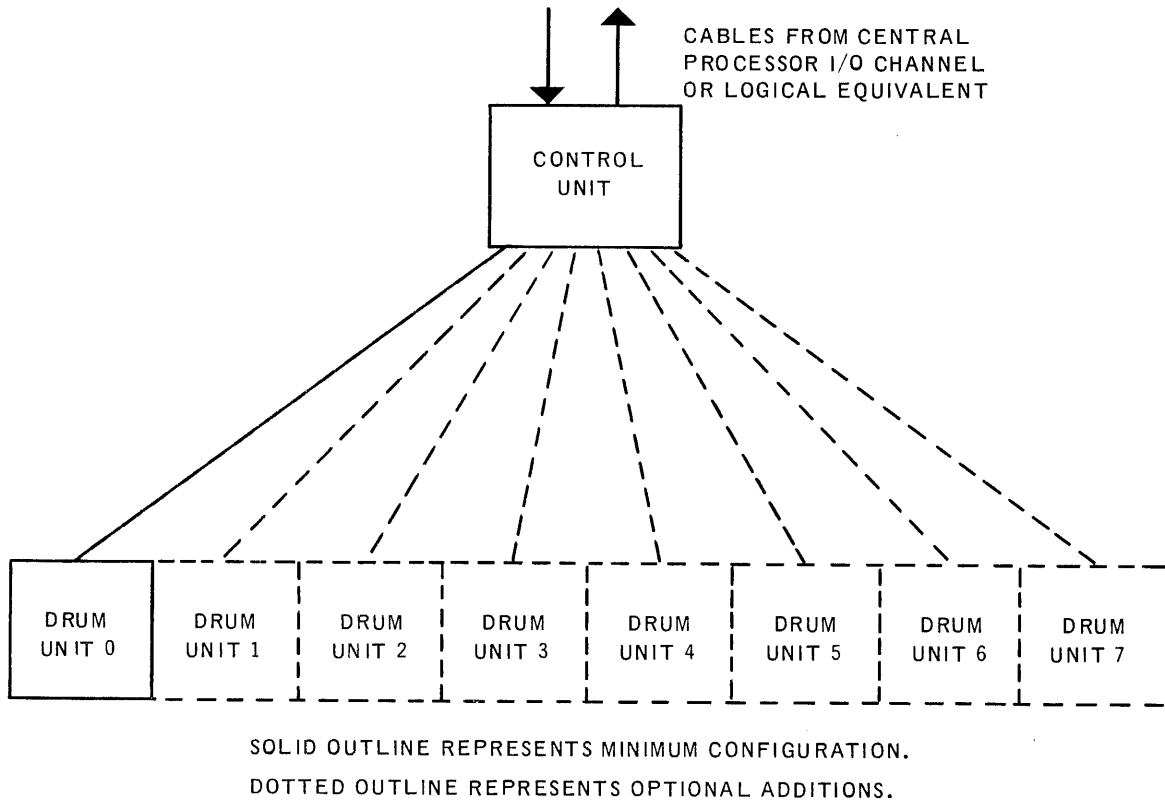 CABLES FROM CENTRAL
PROCESSOR I/O CHANNEL
OR LOGICAL EQUIVALENT
CONTROL
UNIT
DRUM
UNIT 0
DRUM
UNIT 1
DRUM
UNIT 2
DRUM
UNIT 3
DRUM
UNIT 4
DRUM
UNIT 5
DRUM
UNIT 6
DRUM
UNIT 7
SOLID OUTLINE REPRESENTS MINIMUM CONFIGURATION.
DOTTED OUTLINE REPRESENTS OPTIONAL ADDITIONS.